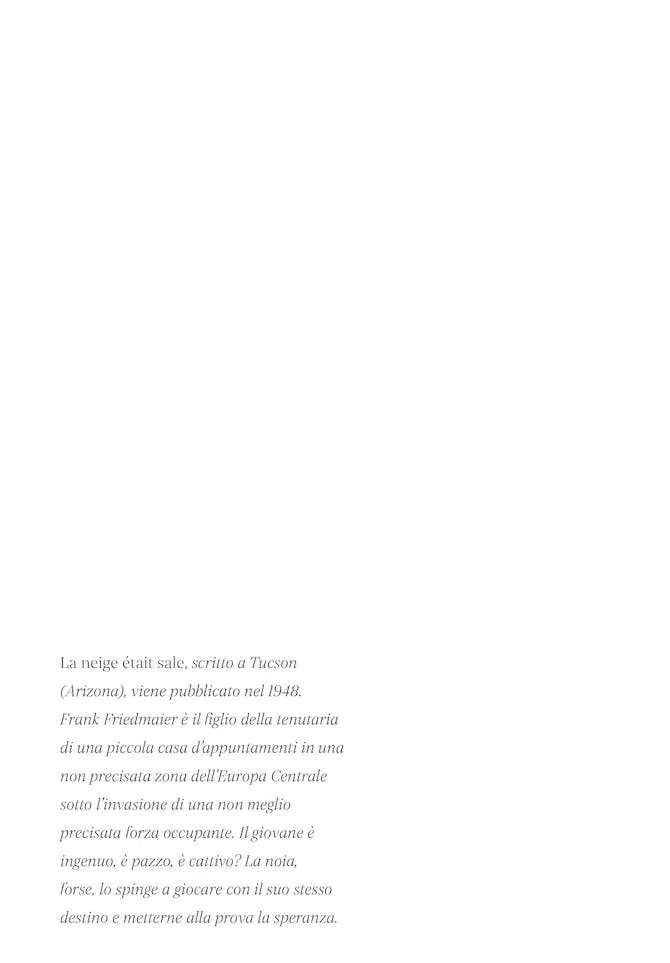 La neige était sale, scritto a Tucson
(Arizona), viene pubblicato nel 1948.
Frank Friedmaier è il figlio della tenutaria
di una piccola casa d'appuntamenti in una
non precisata zona dell'Europa Centrale
sotto l'invasione di una non meglio
precisata forza occupante. Il giovane è
ingenuo, è pazzo, è cattivo? La noia,
forse, lo spinge a giocare con il suo stesso
destino e metterne alla prova la speranza.